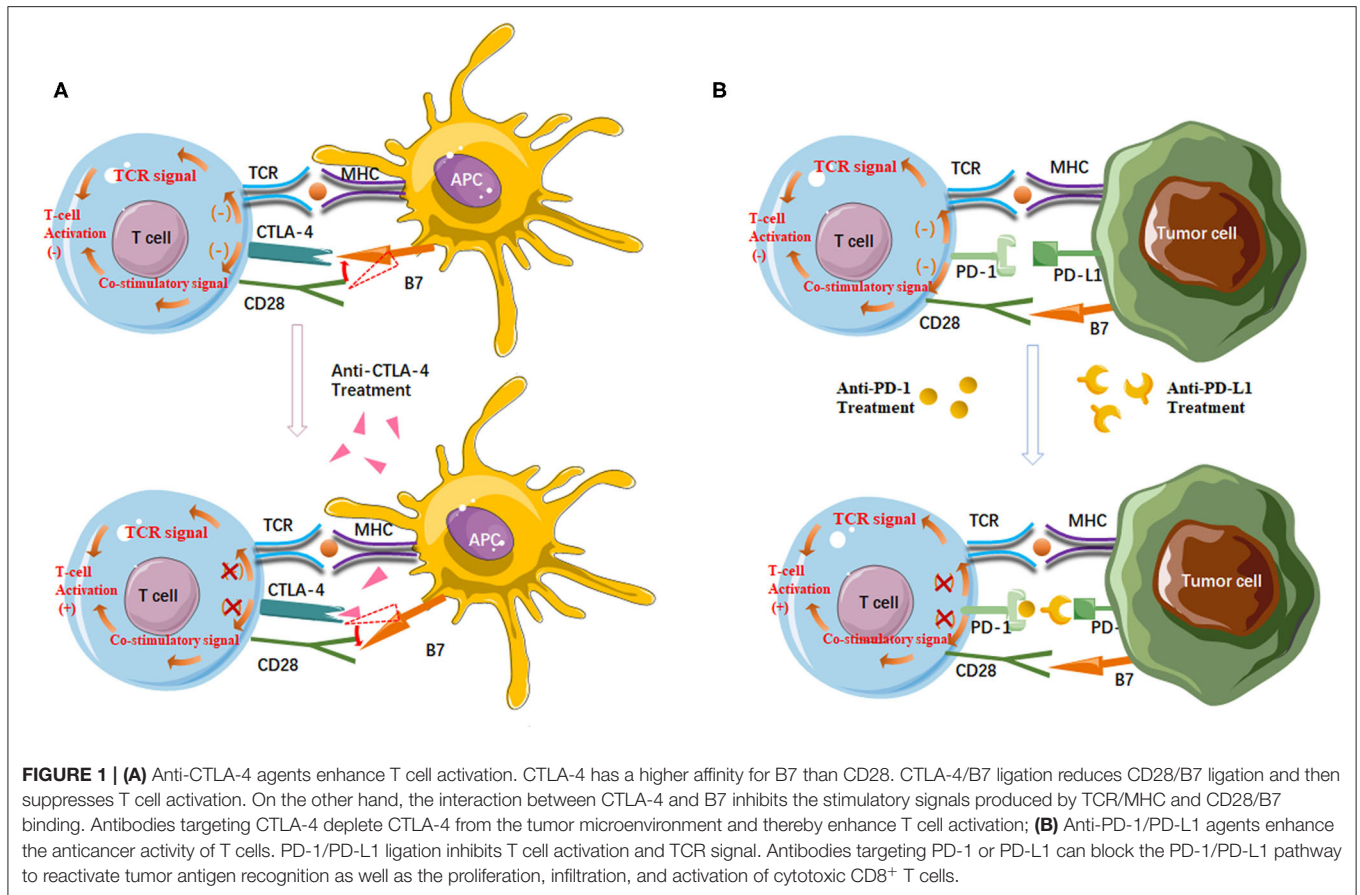 A
TCR signal
TCR
MHC
APC
T-cell
Activation
(-)
(-)
T cell
CTLA-4
(-)
Co-stimulatory signal
B7
CD28
Anti-CTLA-4
Treatment
TCR signal
TCR
MHC
APC
T-cell
Activation
(+)
T cell
CTLA-4
Co-stimulatory signal
B7
CD28
B
TCR signal
TCR
MHC
T-cell
Activation
(-)
(-)
T cell
Tumor cell
(-)
PD-1
PD-L1
Co-stimulatory signal
CD28
B7
Anti-PD-1
Treatment
Anti-PD-L1
Treatment
TCR signal
TCR
MHC
T-cell
Activation
(+)
T cell
Tumor cell
PD-1
PD-
Co-stimulatory signal
CD28
B7
FIGURE 1 | (A) Anti-CTLA-4 agents enhance T cell activation. CTLA-4 has a higher affinity for B7 than CD28. CTLA-4/B7 ligation reduces CD28/B7 ligation and then
suppresses T cell activation. On the other hand, the interaction between CTLA-4 and B7 inhibits the stimulatory signals produced by TCR/MHC and CD28/B7
binding. Antibodies targeting CTLA-4 deplete CTLA-4 from the tumor microenvironment and thereby enhance T cell activation; (B) Anti-PD-1/PD-L1 agents enhance
the anticancer activity of T cells. PD-1/PD-L1 ligation inhibits T cell activation and TCR signal. Antibodies targeting PD-1 or PD-L1 can block the PD-1/PD-L1 pathway
to reactivate tumor antigen recognition as well as the proliferation, infiltration, and activation of cytotoxic CD8⁺ T cells.